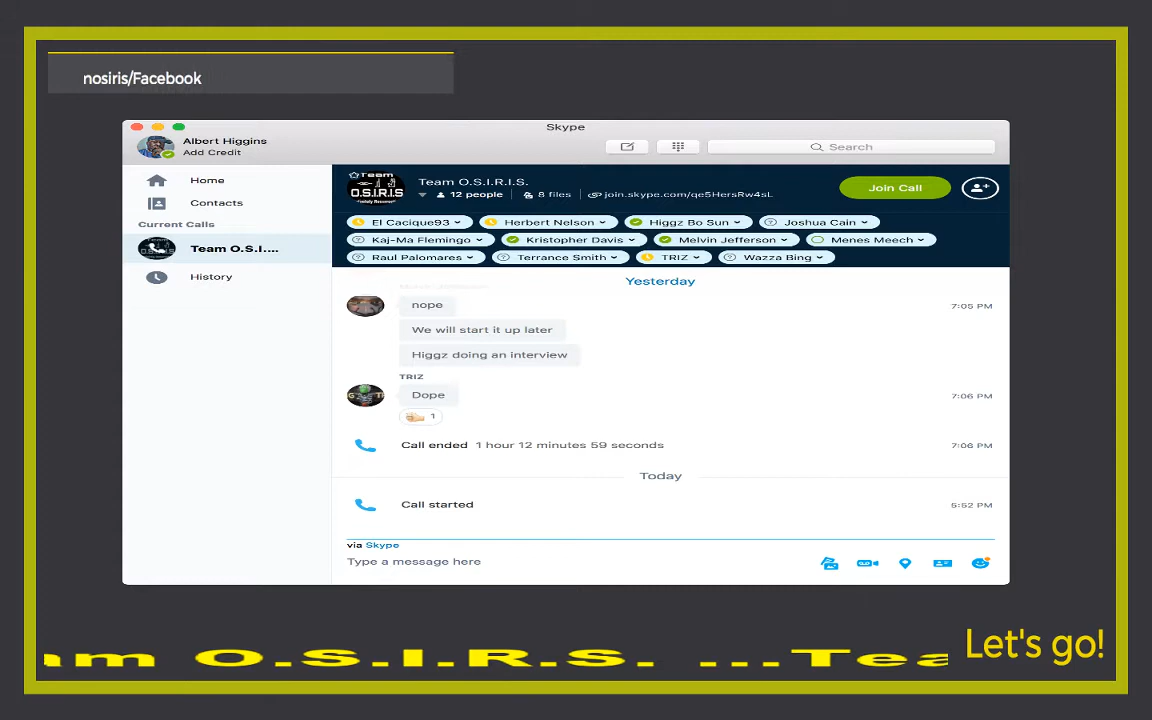 nosiris/Facebook
Skype
Albert Higgins
Add Credit
Search
Home
Contacts
Current Calls
Team O.S.I....
History
Team
O.S.I.R.I.S
Team O.S.I.R.I.S.
12 people
8 files
join.skype.com/qe5HersRw4sL
Join Call
El Cacique93
Herbert Nelson
Higgz Bo Sun
Joshua Cain
Kaj-Ma Flemingo
Kristopher Davis
Melvin Jefferson
Menes Meech
Raul Palomares
Terrance Smith
TRIZ
Wazza Bing
Yesterday
nope
7:05 PM
We will start it up later
Higgz doing an interview
TRIZ
Dope
7:06 PM
1
Call ended 1 hour 12 minutes 59 seconds
7:06 PM
Today
Call started
5:52 PM
via Skype
Type a message here
am O.S.I.R.S. ...Tea
Let's go!